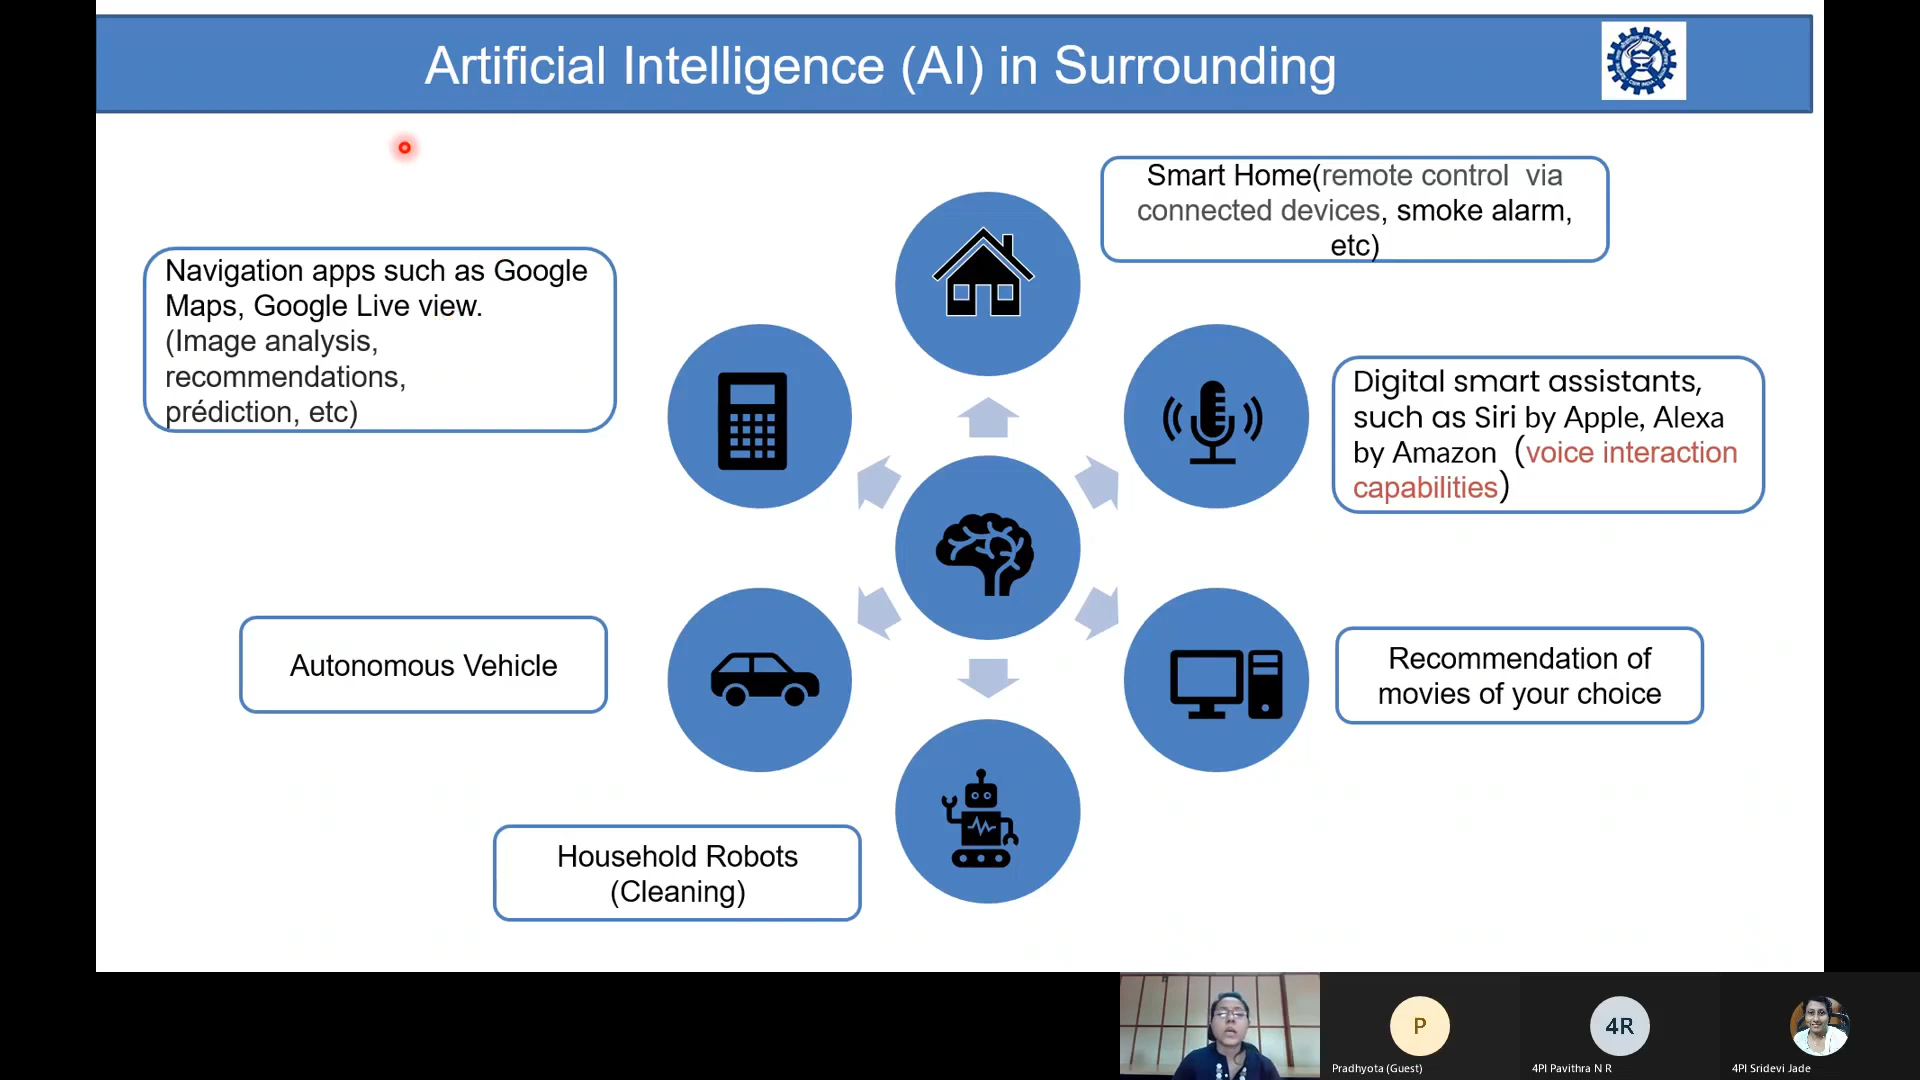 Artificial Intelligence (AI) in Surrounding
Smart Home(remote control  via
connected devices, smoke alarm,
etc)
Navigation apps such as Google
Maps, Google Live view.
(Image analysis,
recommendations,
prédiction, etc)
Digital smart assistants,
such as Siri by Apple, Alexa
by Amazon  (voice interaction
capabilities)
Autonomous Vehicle
Recommendation of
movies of your choice
Household Robots
(Cleaning)
P
4R
Pradhyota (Guest)
4PI Pavithra N R
4PI Sridevi Jade